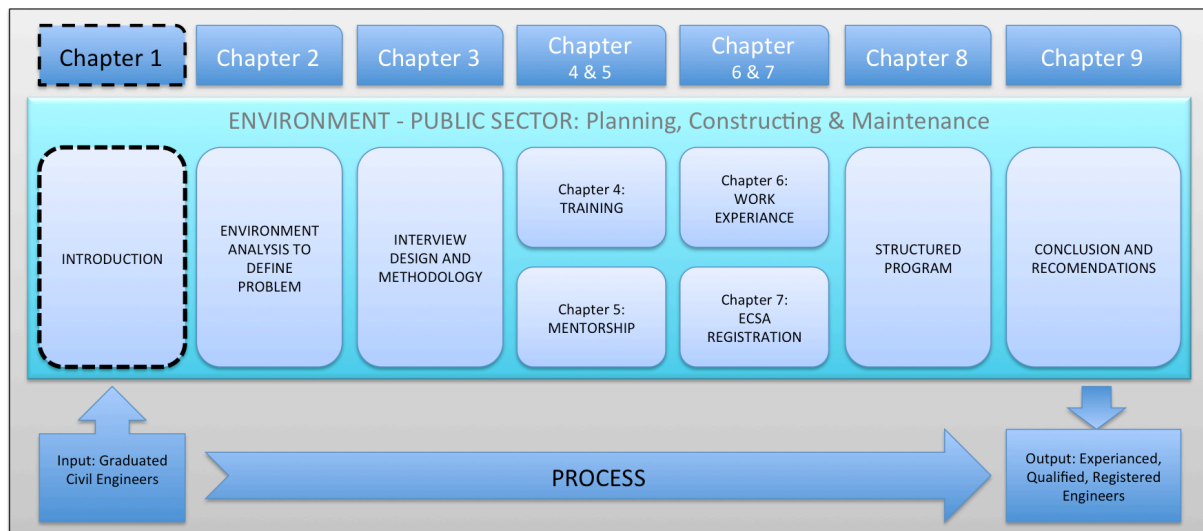 Chapter 1
Chapter 2
Chapter 3
Chapter
4 & 5
Chapter
6 & 7
Chapter 8
Chapter 9
ENVIRONMENT - PUBLIC SECTOR: Planning, Constructing & Maintenance
INTRODUCTION
ENVIRONMENT
ANALYSIS TO
DEFINE
PROBLEM
INTERVIEW
DESIGN AND
METHODOLOGY
Chapter 4:
TRAINING
Chapter 5:
MENTORSHIP
Chapter 6:
WORK
EXPERIANCE
Chapter 7:
ECSA
REGISTRATION
STRUCTURED
PROGRAM
CONCLUSION AND
RECOMENDATIONS
Input: Graduated
Civil Engineers
PROCESS
Output: Experianced,
Qualified, Registered
Engineers